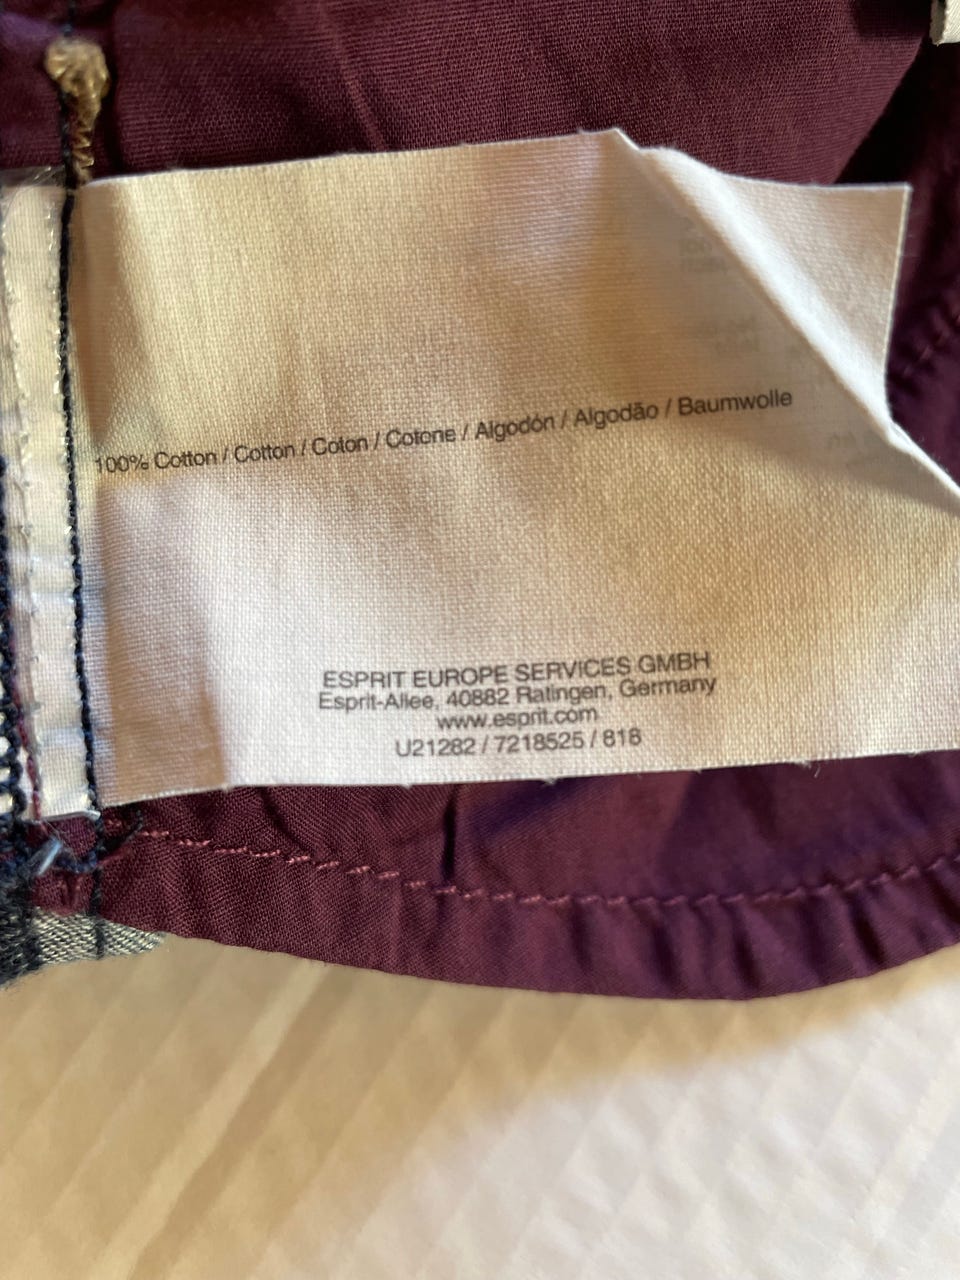 100% Cotton / Cotton / Coton / Cotone / Algodón / Algodão / Baumwolle
ESPRIT EUROPE SERVICES GMBH
Esprit-Allee, 40882 Ratingen, Germany
www.esprit.com
U21282 / 7218525 / 818